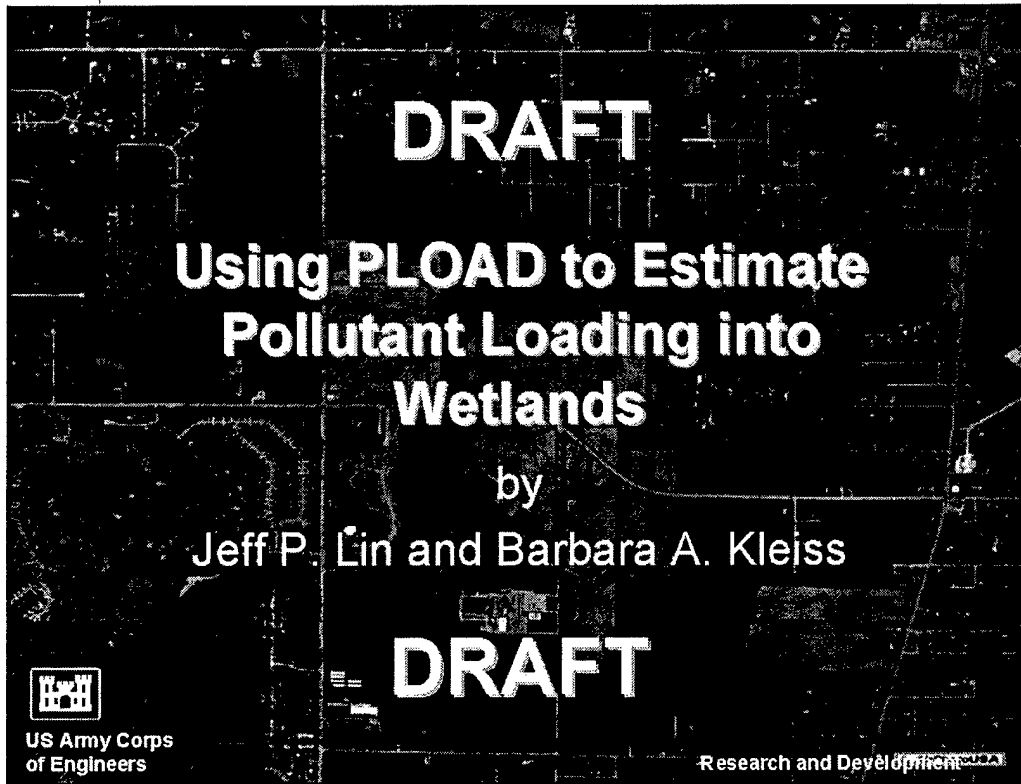 DRAFT
Using PLOAD to Estimate
Pollutant Loading into
Wetlands
by
Jeff P. Lin and Barbara A. Kleiss
DRAFT
US Army Corps
of Engineers
Research and Development